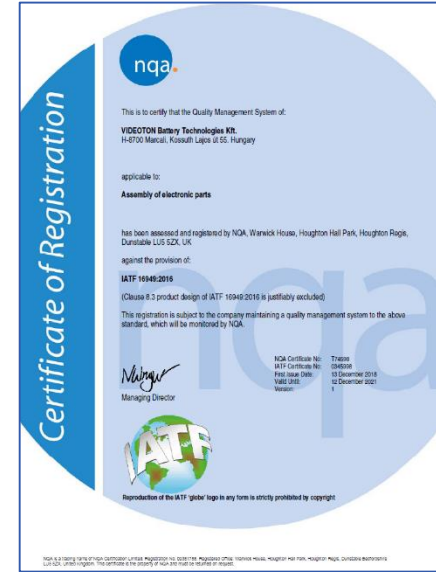 Certificate of Registration
nqa.
This is to certify that the Quality Management System of:
VIDEOTON Battery Technologies Kft.
H-8700 Marcali, Kossuth Lajos út 55. Hungary
applicable to:
Assembly of electronic parts
has been assessed and registered by NQA, Warwick House, Houghton Hall Park, Houghton Regis,
Dunstable LU5 5ZX, UK
against the provision of:
IATF 16949:2016
(Clause 8.3 product design of IATF 16949:2016 is justifiably excluded)
This registration is subject to the company maintaining a quality management system to the above
standard, which will be monitored by NQA.
nqa
Managing Director
NQA Certificate No:
IATF Certificate No:
First Issue Date: 13 December 2018
Valid Until: 12 December 2021
Version: 1
IATF
Reproduction of the IATF 'globe' logo in any form is strictly prohibited by copyright